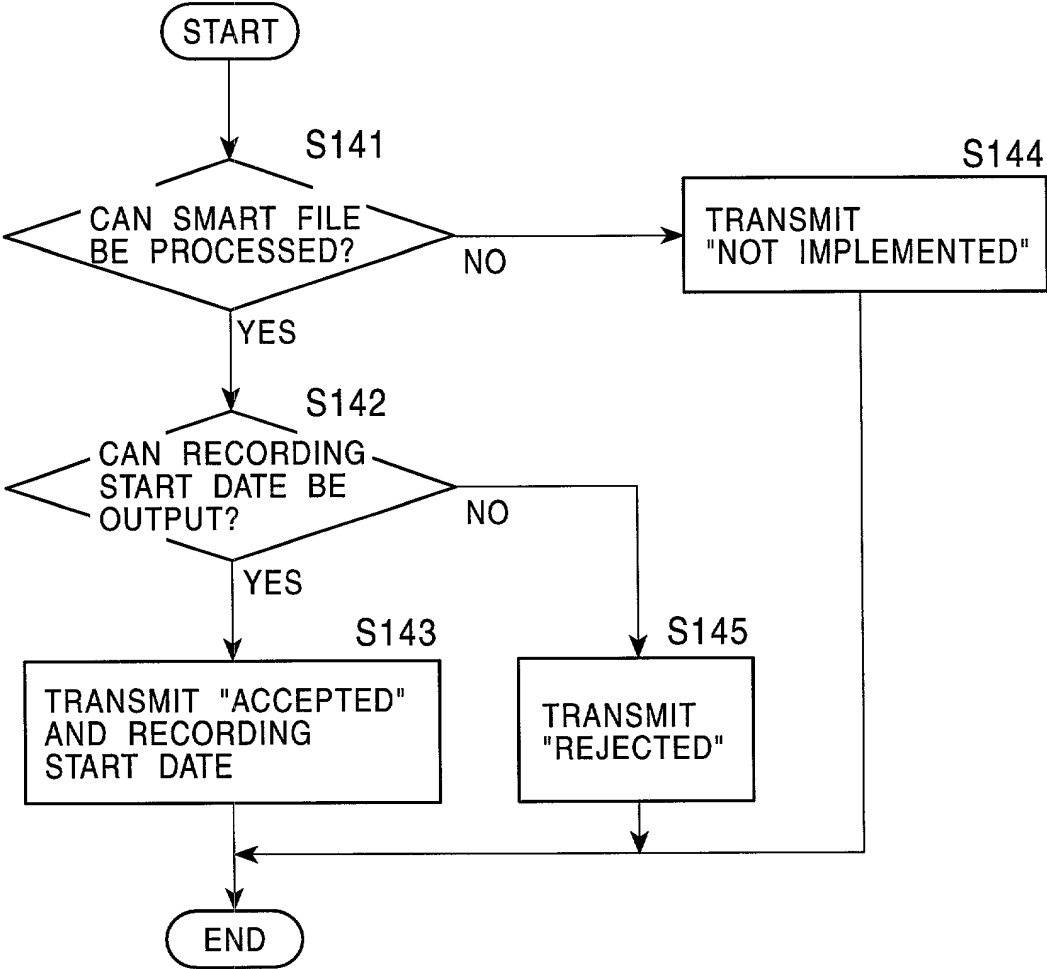 START
S141
CAN SMART FILE
BE PROCESSED?
NO
S144
TRANSMIT
"NOT IMPLEMENTED"
YES
S142
CAN RECORDING
START DATE BE
OUTPUT?
NO
YES
S143
TRANSMIT "ACCEPTED"
AND RECORDING
START DATE
S145
TRANSMIT
"REJECTED"
END